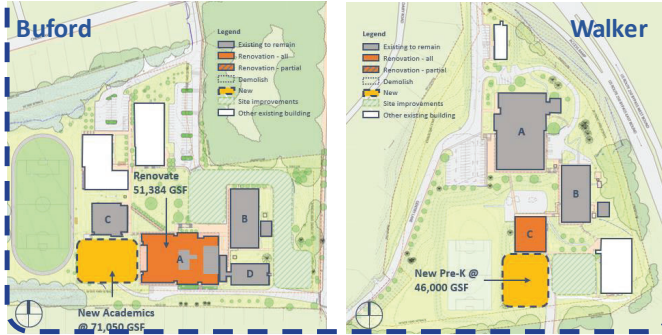 Buford
Legend
Existing to remain
Renovation - all
Renovation - partial
Demolish
New
Site improvements
Other existing building
Renovate
51,384 GSF
C
B
A
D
New Academics
@ 71,050 GSF
Walker
Legend
Existing to remain
Renovation - all
Renovation - partial
Demolish
New
Site improvements
Other existing building
A
B
C
New Pre-K @
46,000 GSF